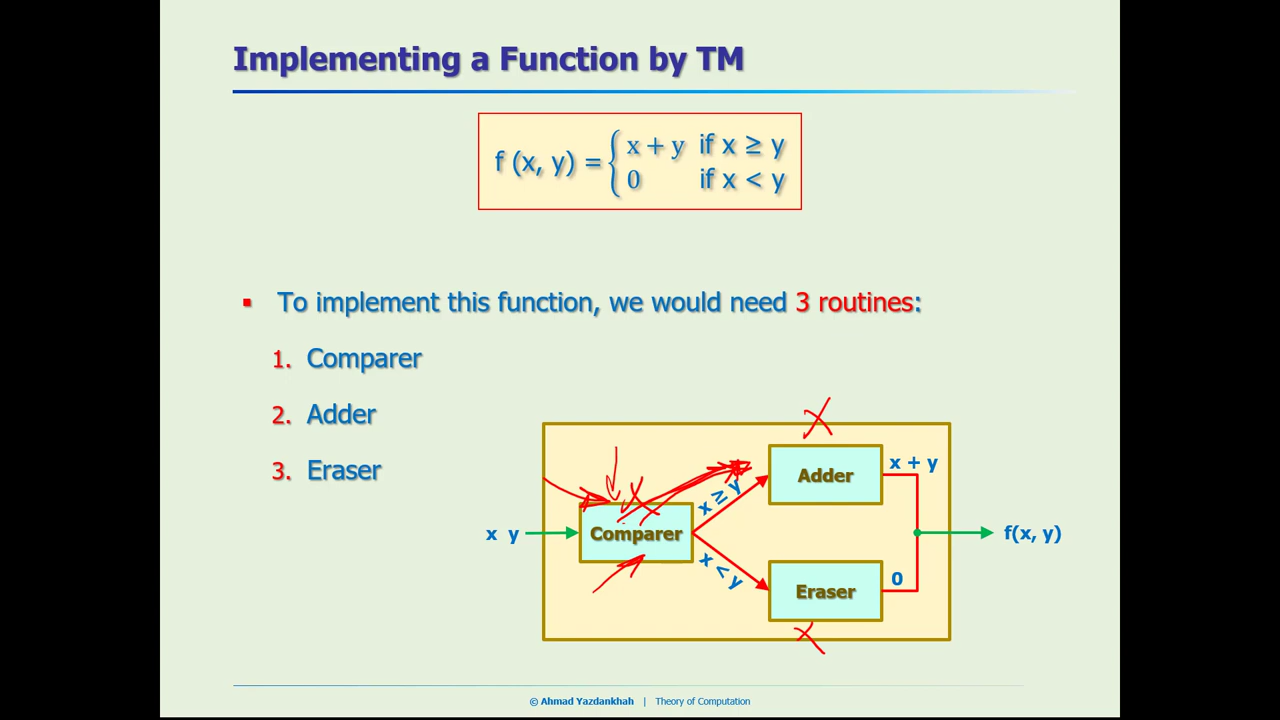 Implementing a Function by TM
f (x, y) = { x + y if x ≥ y
0 if x < y
▪ To implement this function, we would need 3 routines:
1. Comparer
2. Adder
3. Eraser
x y
Comparer
x ≥ y
x < y
Adder
Eraser
x + y
0
f(x, y)
© Ahmad Yazdankhah | Theory of Computation